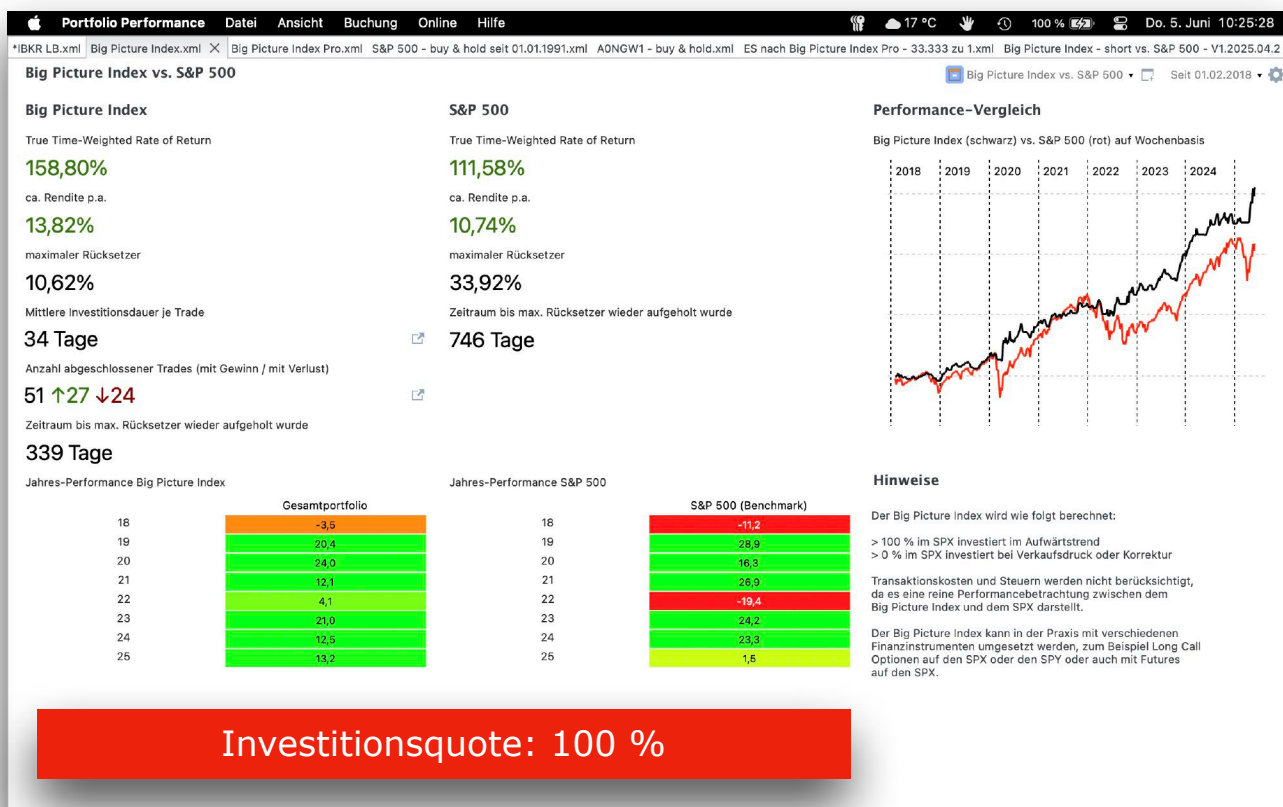 Portfolio Performance Datei Ansicht Buchung Online Hilfe 17 °C 100 % Do. 5. Juni 10:25:28
*IBKR LB.xml Big Picture Index.xml Big Picture Index Pro.xml S&P 500 - buy & hold seit 01.01.1991.xml A0NGW1 - buy & hold.xml ES nach Big Picture Index Pro - 33.333 zu 1.xml Big Picture Index - short vs. S&P 500 - V1.2025.04.2
Big Picture Index vs. S&P 500
Big Picture Index vs. S&P 500 Seit 01.02.2018
Big Picture Index
True Time-Weighted Rate of Return
158,80%
ca. Rendite p.a.
13,82%
maximaler Rücksetzer
10,62%
Mittlere Investitionsdauer je Trade
34 Tage
Anzahl abgeschlossener Trades (mit Gewinn / mit Verlust)
51 ↑27 ↓24
Zeitraum bis max. Rücksetzer wieder aufgeholt wurde
339 Tage
S&P 500
True Time-Weighted Rate of Return
111,58%
ca. Rendite p.a.
10,74%
maximaler Rücksetzer
33,92%
Zeitraum bis max. Rücksetzer wieder aufgeholt wurde
746 Tage
Performance-Vergleich
Big Picture Index (schwarz) vs. S&P 500 (rot) auf Wochenbasis
2018 2019 2020 2021 2022 2023 2024
Jahres-Performance Big Picture Index
Gesamtportfolio
18 -3,5
19 20,4
20 24,0
21 12,1
22 4,1
23 21,0
24 12,5
25 13,2
Jahres-Performance S&P 500
S&P 500 (Benchmark)
18 -11,2
19 28,9
20 16,3
21 26,9
22 -19,4
23 24,2
24 23,3
25 1,5
Hinweise
Der Big Picture Index wird wie folgt berechnet:
> 100 % im SPX investiert im Aufwärtstrend
> 0 % im SPX investiert bei Verkaufsdruck oder Korrektur
Transaktionskosten und Steuern werden nicht berücksichtigt,
da es eine reine Performancebetrachtung zwischen dem
Big Picture Index und dem SPX darstellt.
Der Big Picture Index kann in der Praxis mit verschiedenen
Finanzinstrumenten umgesetzt werden, zum Beispiel Long Call
Optionen auf den SPX oder den SPY oder auch mit Futures
auf den SPX.
Investitionsquote: 100 %